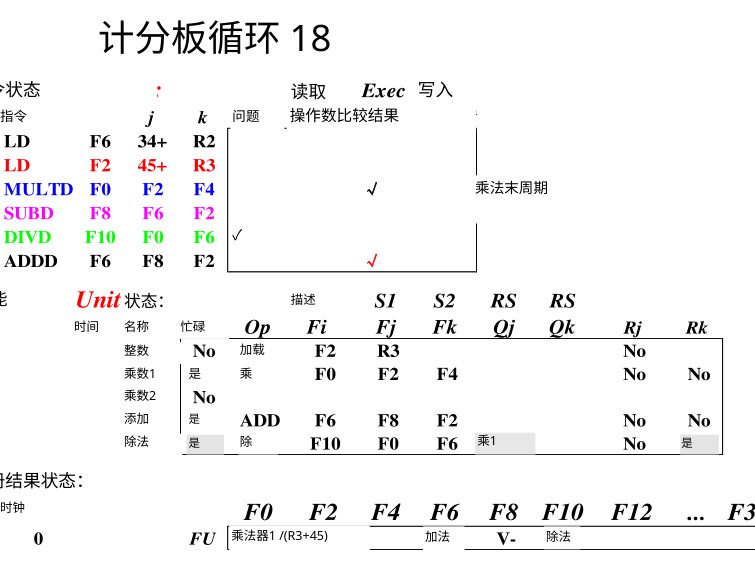 计分板循环 18
令状态
读取 Exec 写入
指令 j k 问题 操作数比较结果
LD F6 34+ R2
LD F2 45+ R3
MULTD F0 F2 F4 √ 乘法末周期
SUBD F8 F6 F2
DIVD F10 F0 F6 ✓
ADDD F6 F8 F2 √
能 Unit 状态： 描述 S1 S2 RS RS
时间 名称 忙碌 Op Fi Fj Fk Qj Qk Rj Rk
整数 No 加载 F2 R3 No
乘数1 是 乘 F0 F2 F4 No No
乘数2 No
添加 是 ADD F6 F8 F2 No No
除法 是 除 F10 F0 F6 乘1 No 是
册结果状态：
时钟 F0 F2 F4 F6 F8 F10 F12 ... F3
0 FU 乘法器1 /(R3+45) 加法 V- 除法